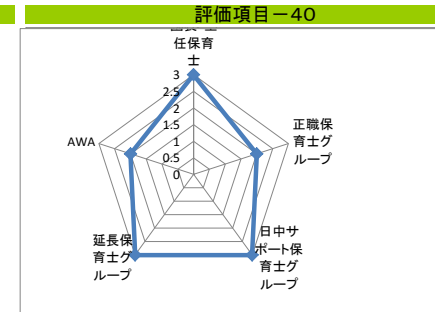 評価項目－40
任保育
士
3
2.5
2
1.5
1
0.5
0
正職保
育士グ
ループ
日中サ
ポート保
育士グ
ループ
延長保
育士グ
ループ
AWA